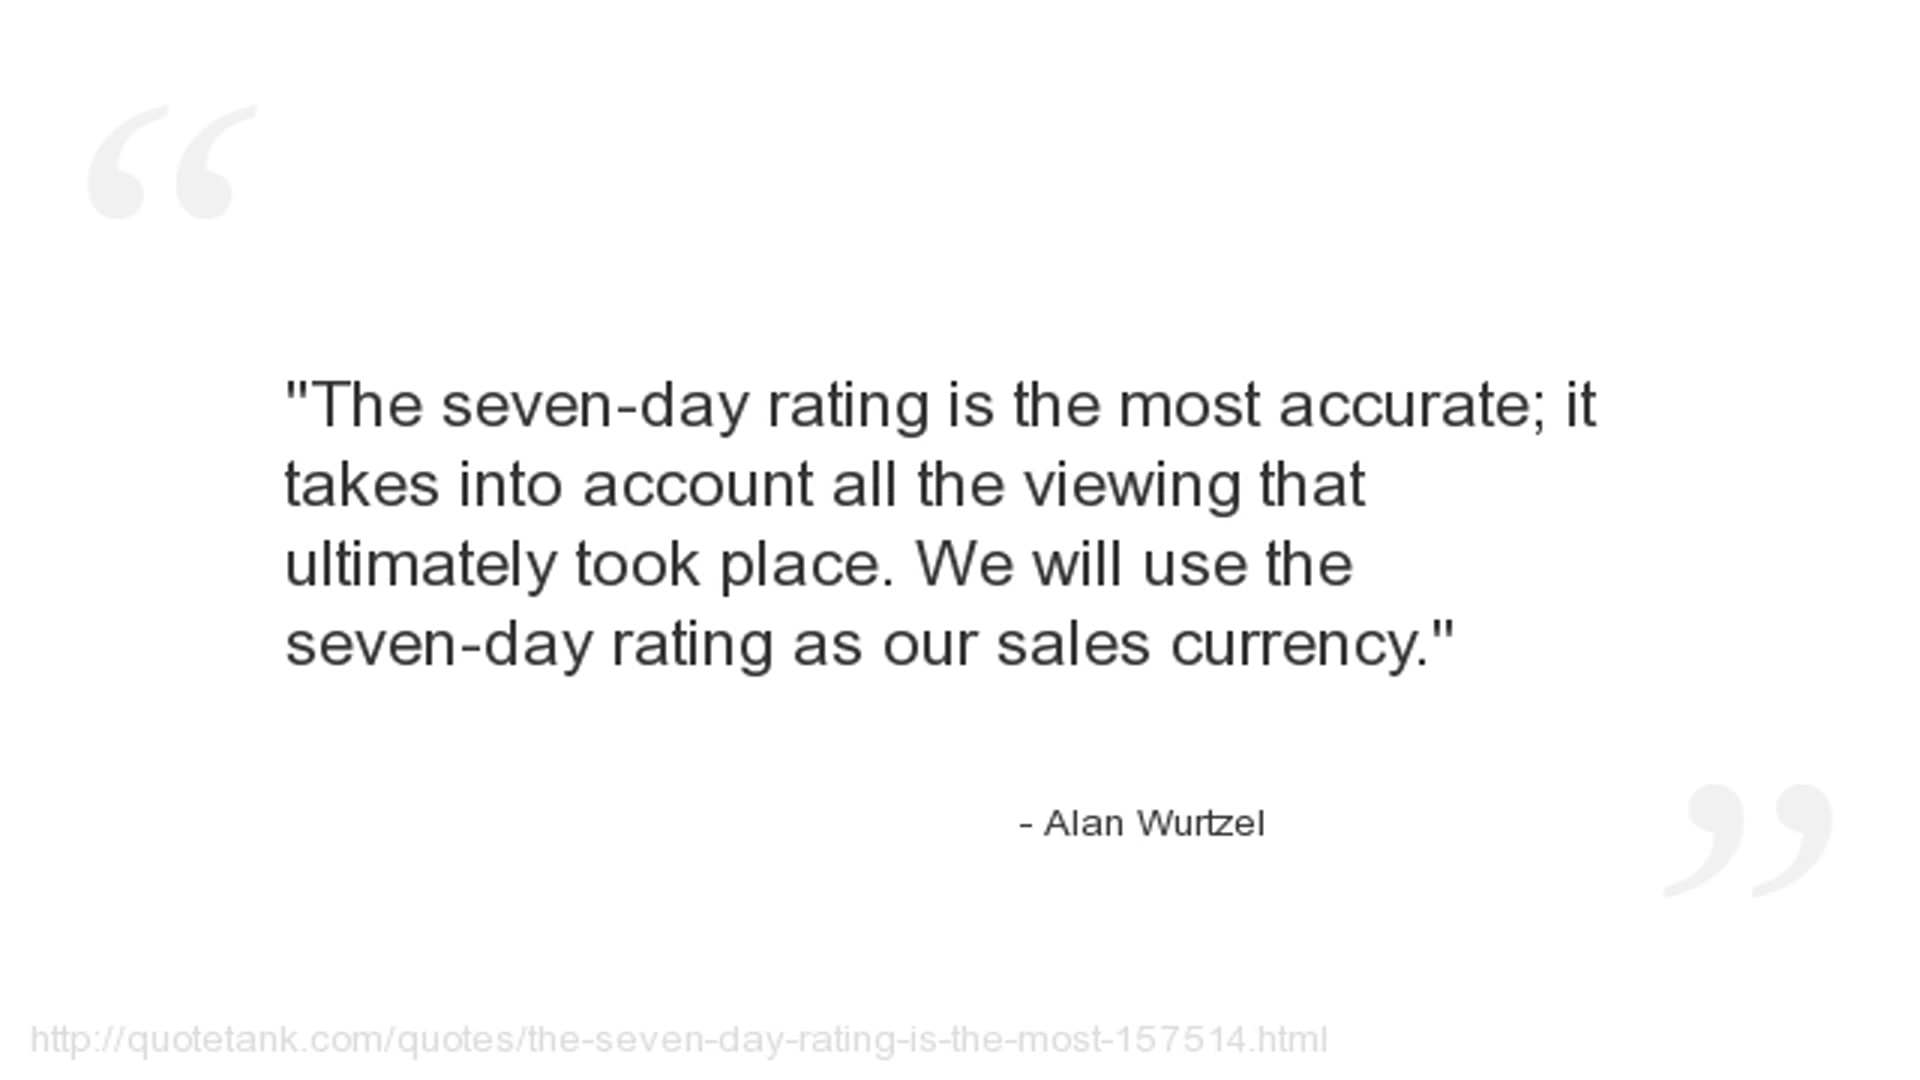 "The seven-day rating is the most accurate; it
takes into account all the viewing that
ultimately took place. We will use the
seven-day rating as our sales currency."
- Alan Wurtzel
http://quotetank.com/quotes/the-seven-day-rating-is-the-most-157514.html